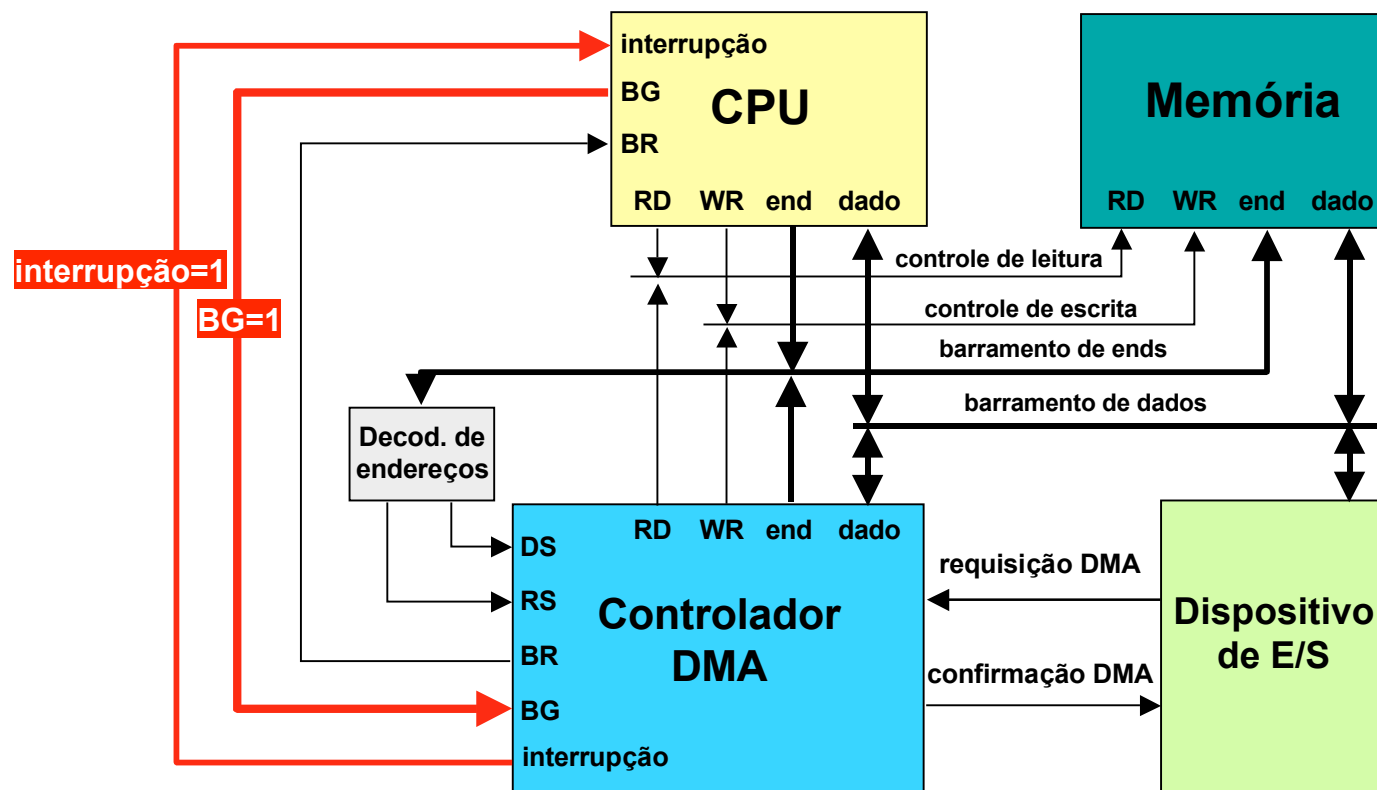 interrupção
BG
CPU
BR
RD WR end dado
Memória
RD WR end dado
interrupção=1
BG=1
controle de leitura
controle de escrita
barramento de ends
barramento de dados
Decod. de
endereços
RD WR end dado
DS
RS
BR
BG
interrupção
Controlador
DMA
requisição DMA
confirmação DMA
Dispositivo
de E/S